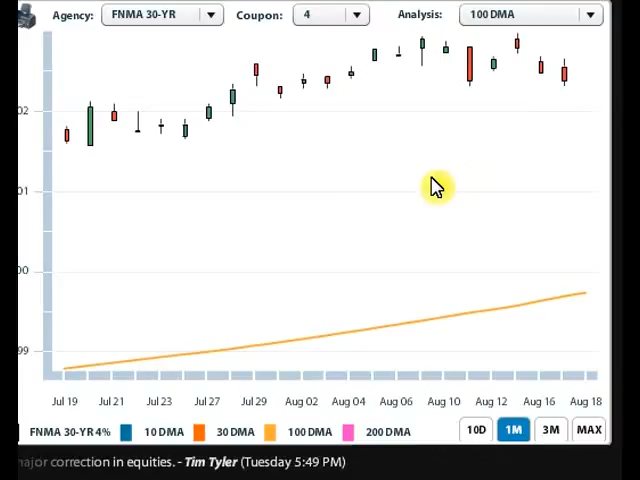 Agency: FNMA 30-YR Coupon: 4 Analysis: 100 DMA
02
01
00
99
Jul 19 Jul 21 Jul 23 Jul 27 Jul 29 Aug 02 Aug 04 Aug 06 Aug 10 Aug 12 Aug 16 Aug 18
FNMA 30-YR 4% 10 DMA 30 DMA 100 DMA 200 DMA 10D 1M 3M MAX
ajor correction in equities. - Tim Tyler (Tuesday 5:49 PM)